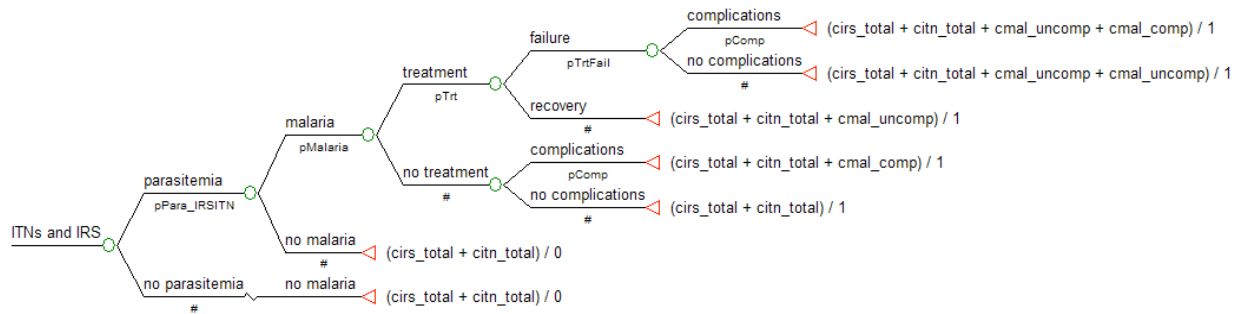 complications (cirs_total + citn_total + cmal_uncomp + cmal_comp) / 1
failure pComp
pTrtFail no complications (cirs_total + citn_total + cmal_uncomp + cmal_uncomp) / 1
treatment #
pTrt recovery (cirs_total + citn_total + cmal_uncomp) / 1
malaria #
pMalaria complications (cirs_total + citn_total + cmal_comp) / 1
no treatment pComp
parasitemia # no complications (cirs_total + citn_total) / 1
pPara_IRSITN #
ITNs and IRS no malaria (cirs_total + citn_total) / 0
#
no parasitemia no malaria (cirs_total + citn_total) / 0
#